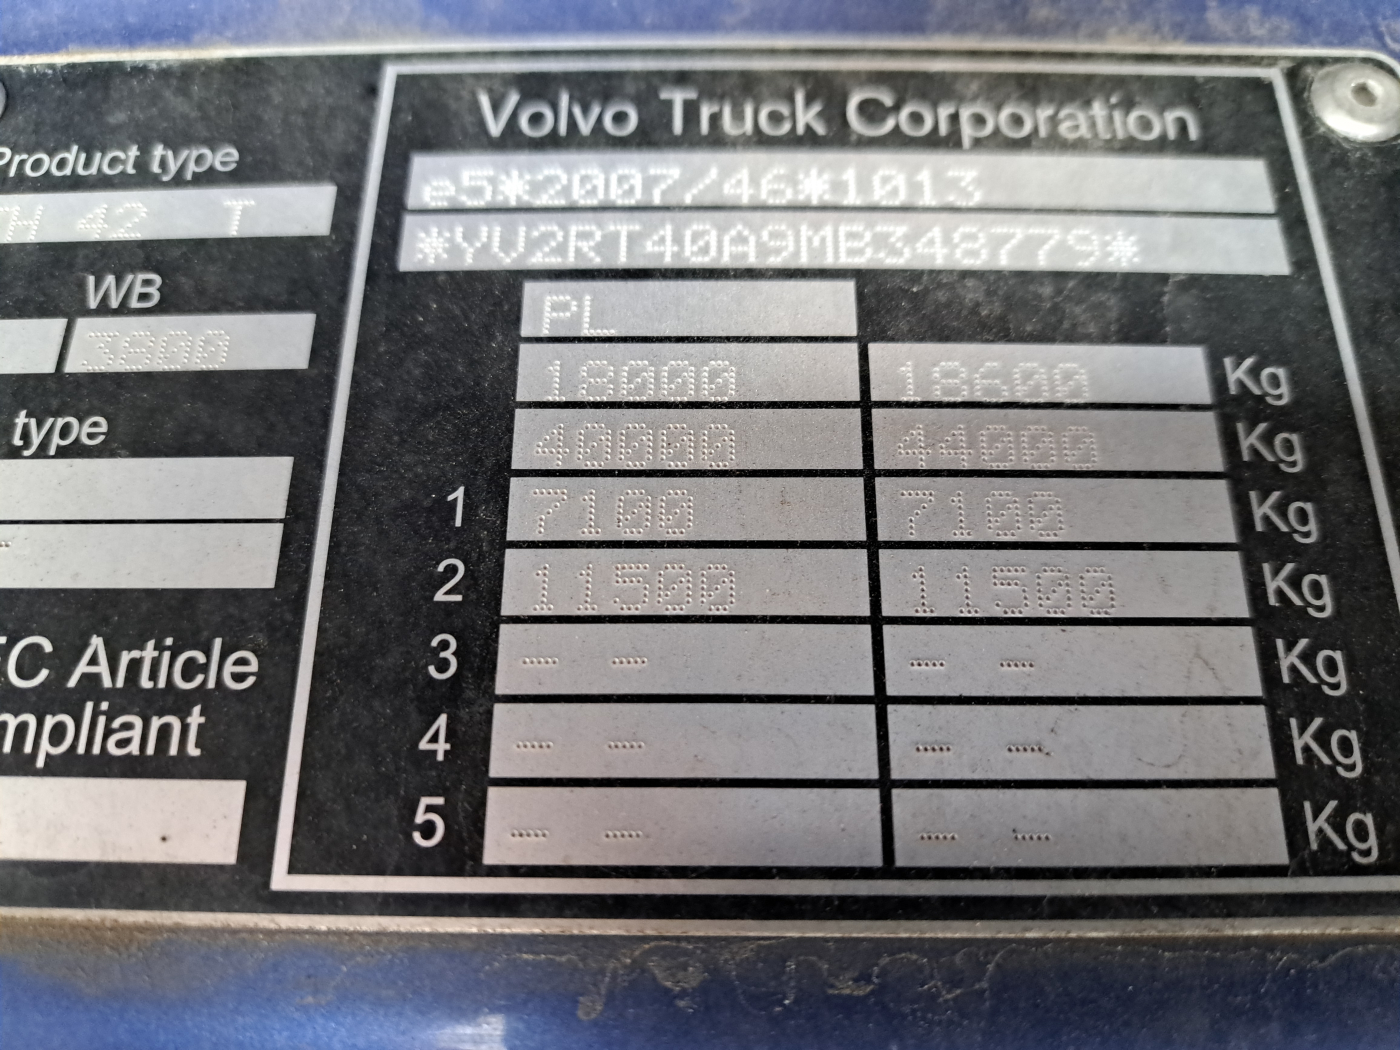 Product type
H 42 T
WB
3800
type
EC Article
mpliant
Volvo Truck Corporation
e5*2007/46*1013
*YV2RT40A9MB348779*
PL
18000 18600 Kg
40000 44000 Kg
1 7100 7100 Kg
2 11500 11500 Kg
3 -- -- -- -- Kg
4 -- -- -- -- Kg
5 -- -- -- -- Kg